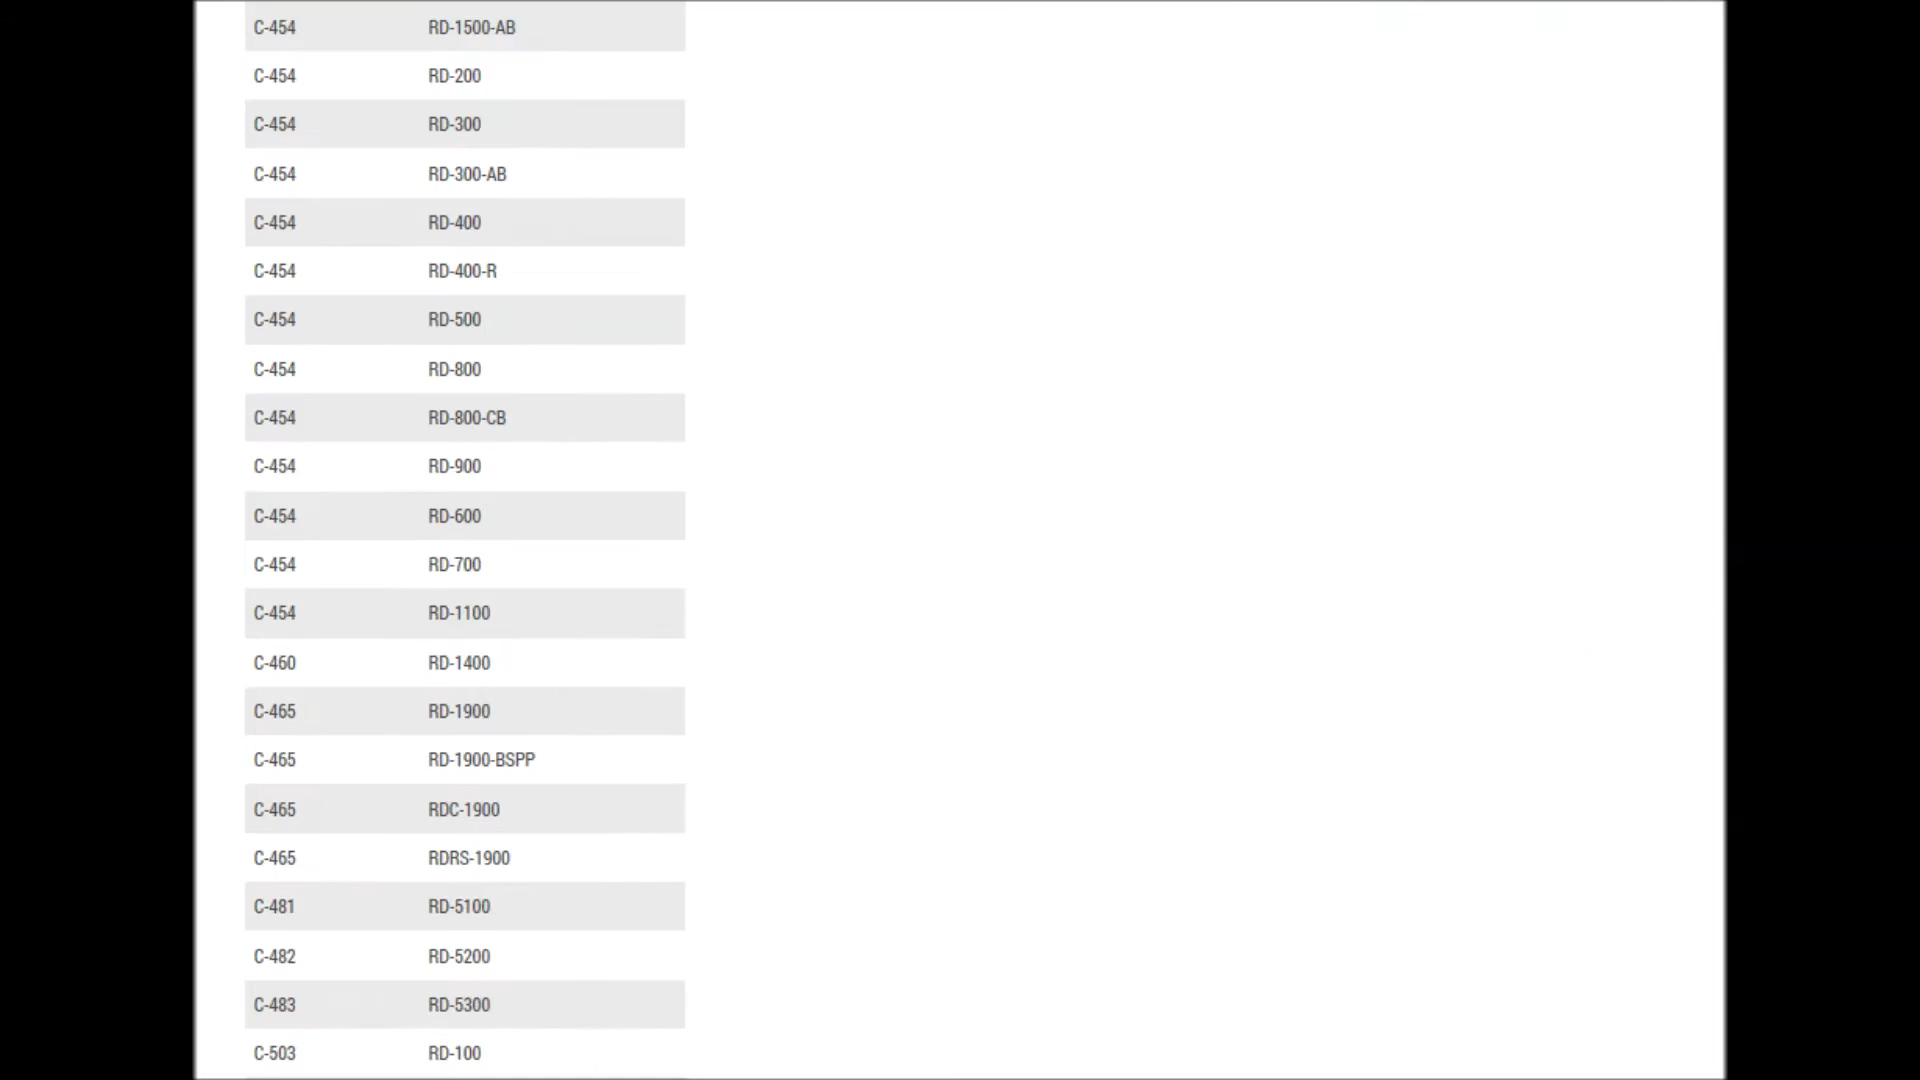 C-454 RD-1500-AB
C-454 RD-200
C-454 RD-300
C-454 RD-300-AB
C-454 RD-400
C-454 RD-400-R
C-454 RD-500
C-454 RD-800
C-454 RD-800-CB
C-454 RD-900
C-454 RD-600
C-454 RD-700
C-454 RD-1100
C-460 RD-1400
C-465 RD-1900
C-465 RD-1900-BSPP
C-465 RDC-1900
C-465 RDRS-1900
C-481 RD-5100
C-482 RD-5200
C-483 RD-5300
C-503 RD-100